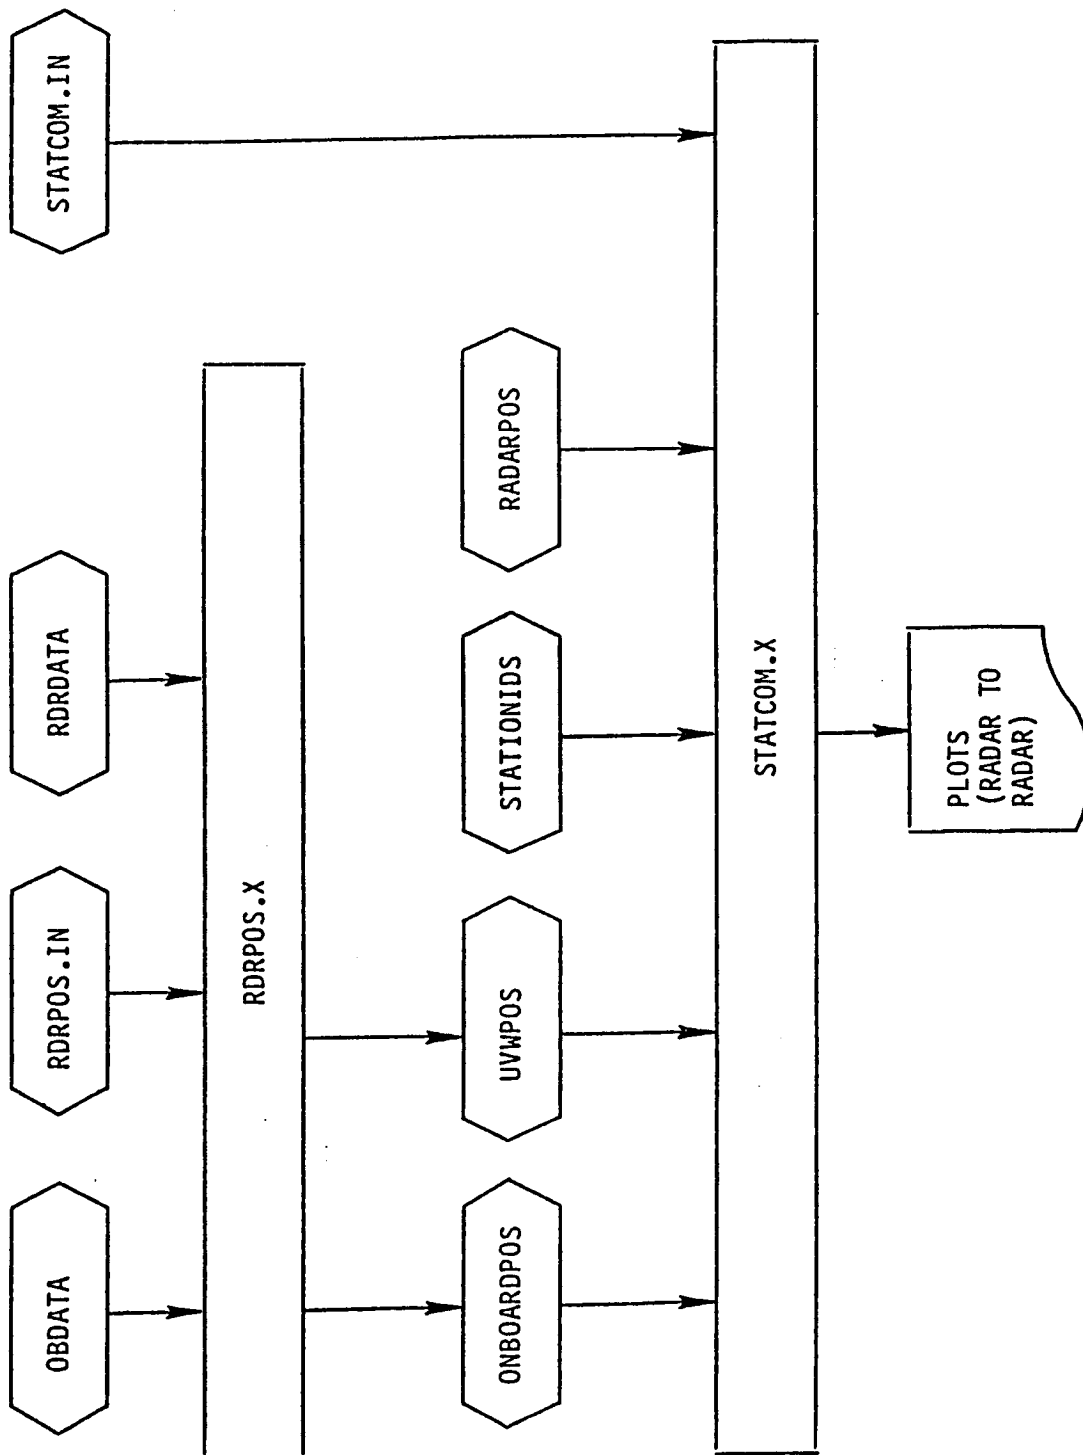 OBDATA
RDRPOS.IN
RDRDATA
STATCOM.IN
RDRPOS.X
ONBOARDPOS
UVWPOS
STATIONIDS
RADARPOS
STATCOM.X
PLOTS
(RADAR TO
RADAR)